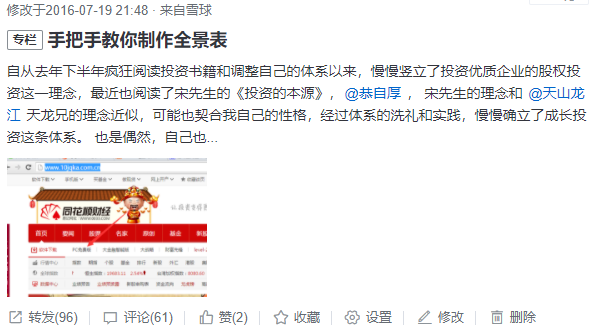 修改于2016-07-19 21:48 · 来自雪球
专栏 手把手教你制作全景表
自从去年下半年疯狂阅读投资书籍和调整自己的体系以来，慢慢竖立了投资优质企业的股权投
资这一理念，最近也阅读了宋先生的《投资的本源》，@恭自厚 ， 宋先生的理念和 @天山龙
江 天龙兄的理念近似，可能也契合我自己的性格，经过体系的洗礼和实践，慢慢确立了成长投
资这条体系。 也是偶然，自己也...
www.10jqka.com.cn
同花顺财经
首页 要闻 股票 名家 原创 基金
转发(96) 评论(61) 赞(2) 收藏 设置 修改 删除